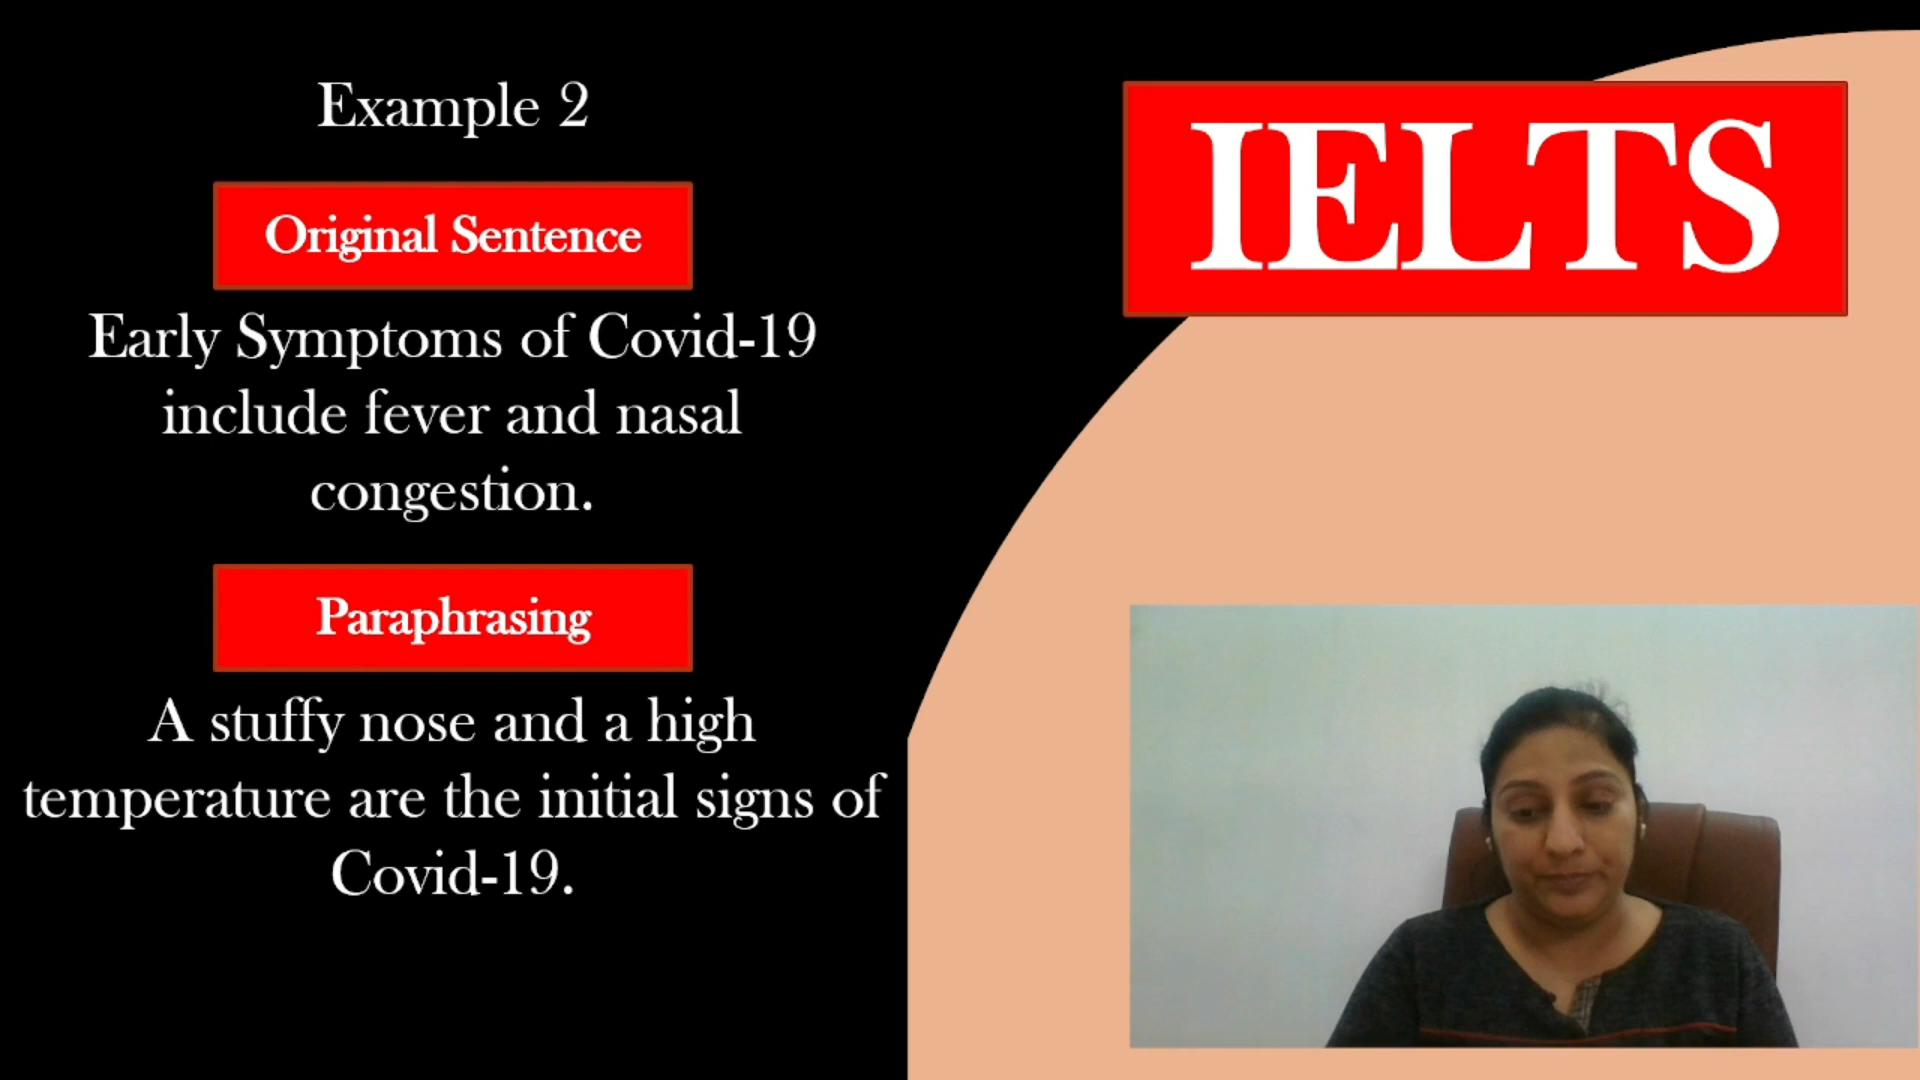 Example 2
Original Sentence
Early Symptoms of Covid-19
include fever and nasal
congestion.
Paraphrasing
A stuffy nose and a high
temperature are the initial signs of
Covid-19.
IELTS